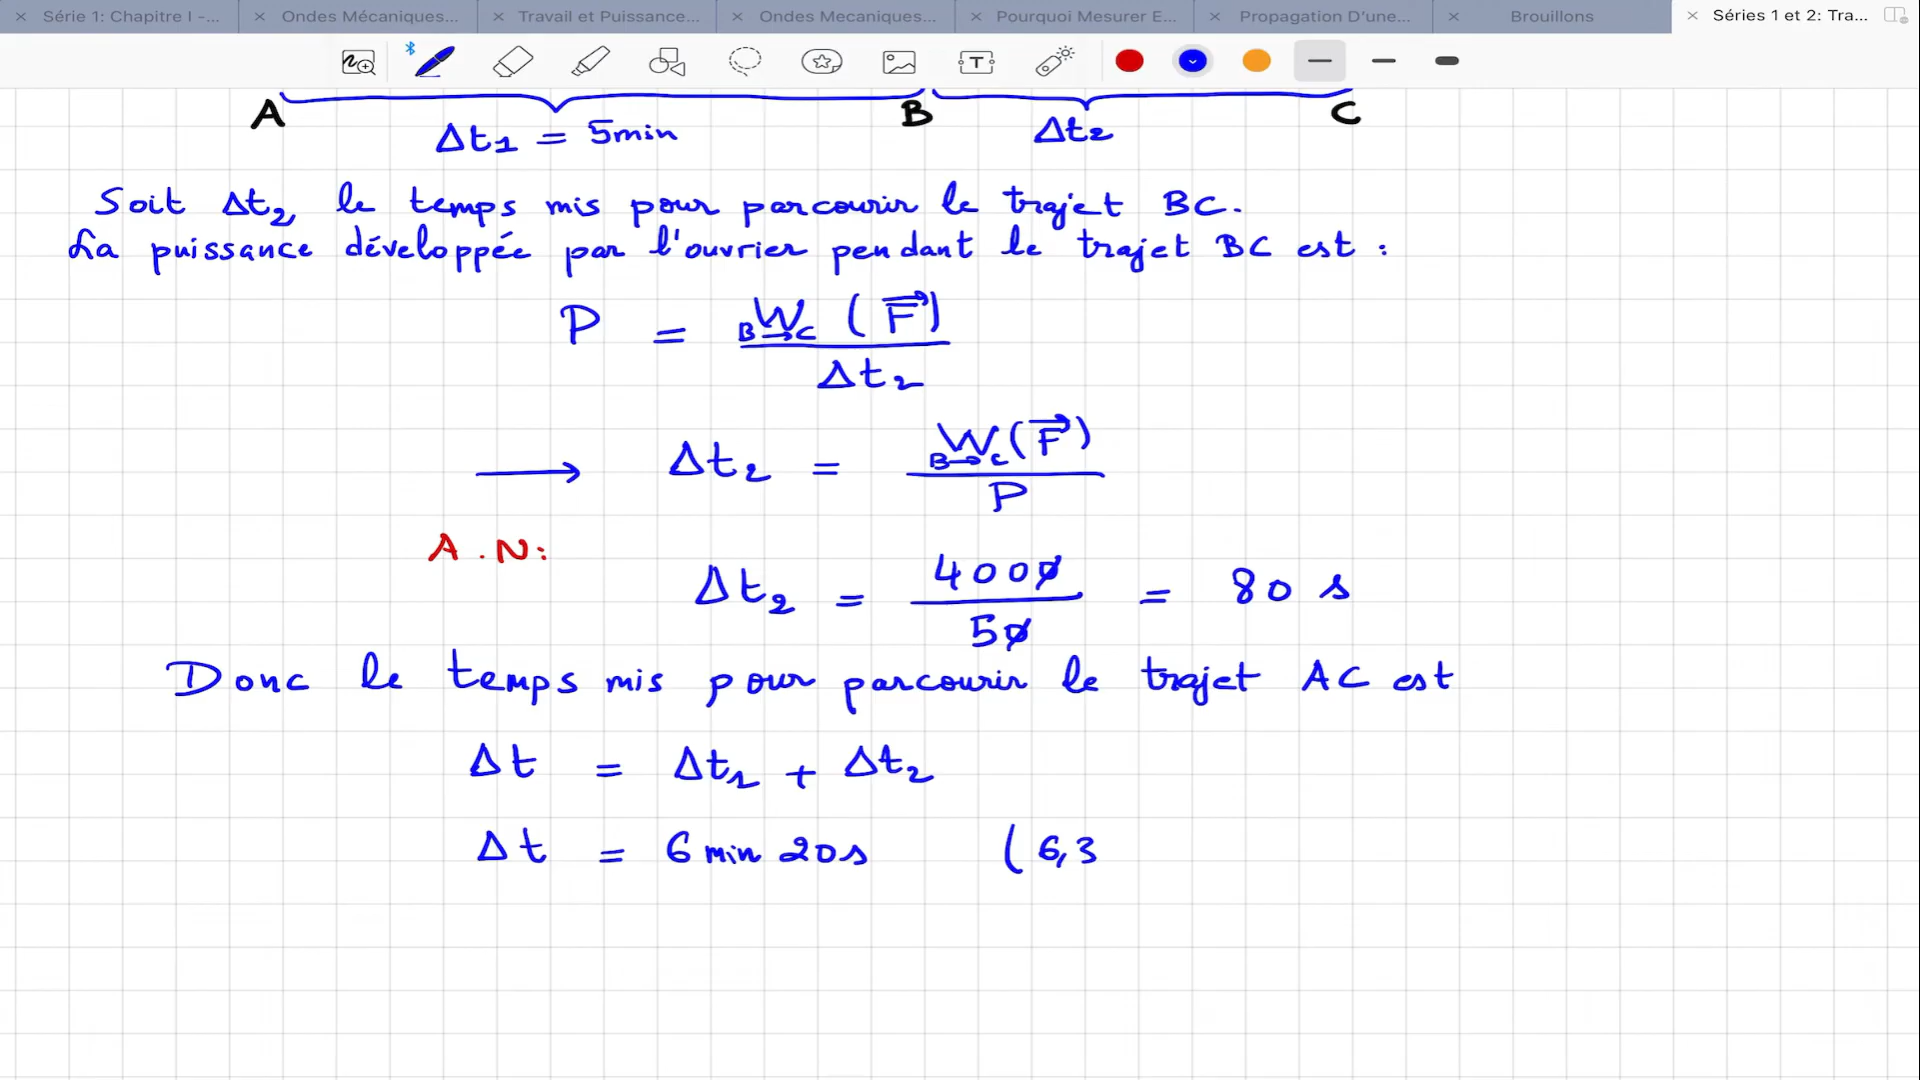 Série 1: Chapitre I -... Ondes Mécaniques... Travail et Puissance... Ondes Mecaniques... Pourquoi Mesurer E... Propagation D'une... Brouillons Séries 1 et 2: Tra...
A B C
Δt₁ = 5min Δt₂
Soit Δt₂ le temps mis pour parcourir le trajet BC.
La puissance développée par l'ouvrier pendant le trajet BC est :
P = W B→C (F⃗) / Δt₂
⟶ Δt₂ = W B→C (F⃗) / P
A.N:
Δt₂ = 4000 / 50 = 80 s
Donc le temps mis pour parcourir le trajet AC est
Δt = Δt₁ + Δt₂
Δt = 6 min 20s (6,3